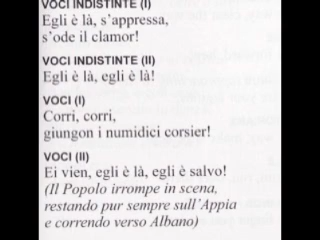 VOCI INDISTINTE (I)
Egli è là, s'appressa,
s'ode il clamor!
VOCI INDISTINTE (II)
Egli è là, egli è là!
VOCI (I)
Corri, corri,
giungon i numidici corsier!
VOCI (II)
Ei vien, egli è là, egli è salvo!
(Il Popolo irrompe in scena,
restando pur sempre sull'Appia
e correndo verso Albano)